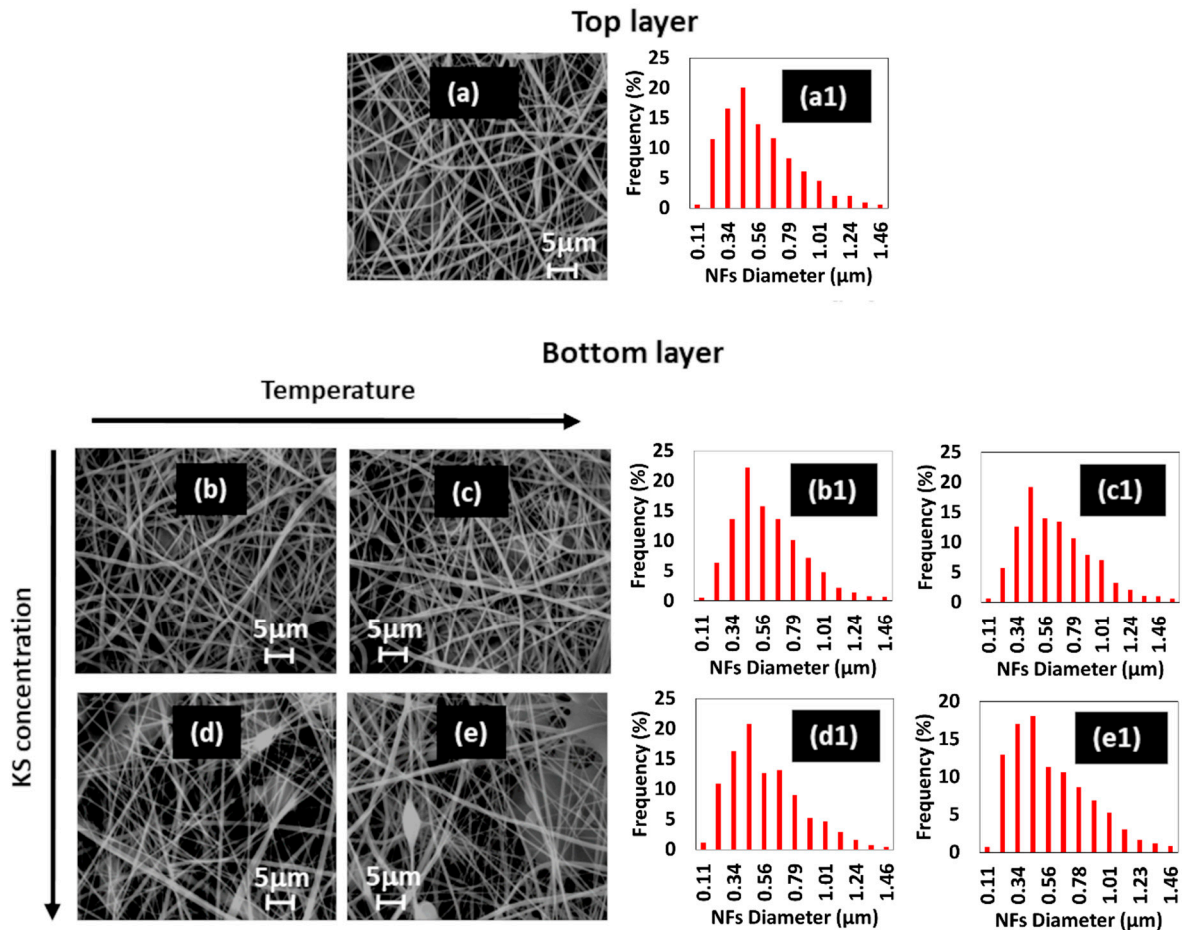 Top layer
(a)
5µm
25
20
15
10
5
0
Frequency (%)
(a1)
0.11
0.34
0.56
0.79
1.01
1.24
1.46
NFs Diameter (µm)
Bottom layer
Temperature
KS concentration
(b)
5µm
(c)
5µm
25
20
15
10
5
0
Frequency (%)
(b1)
0.11
0.34
0.56
0.79
1.01
1.24
1.46
NFs Diameter (µm)
25
20
15
10
5
0
Frequency (%)
(c1)
0.11
0.34
0.56
0.79
1.01
1.24
1.46
NFs Diameter (µm)
(d)
5µm
(e)
5µm
25
20
15
10
5
0
Frequency (%)
(d1)
0.11
0.34
0.56
0.79
1.01
1.24
1.46
NFs Diameter (µm)
20
15
10
5
0
Frequency (%)
(e1)
0.11
0.34
0.56
0.78
1.01
1.23
1.46
NFs Diameter (µm)